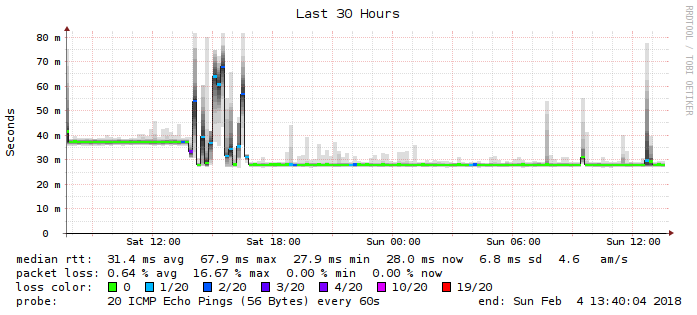 Last 30 Hours
RRDTOOL / TOBI OETIKER
Seconds
80 m
70 m
60 m
50 m
40 m
30 m
20 m
10 m
0
Sat 12:00 Sat 18:00 Sun 00:00 Sun 06:00 Sun 12:00
median rtt: 31.4 ms avg 67.9 ms max 27.9 ms min 28.0 ms now 6.8 ms sd 4.6 am/s
packet loss: 0.64 % avg 16.67 % max 0.00 % min 0.00 % now
loss color: 0 1/20 2/20 3/20 4/20 10/20 19/20
probe: 20 ICMP Echo Pings (56 Bytes) every 60s end: Sun Feb 4 13:40:04 2018